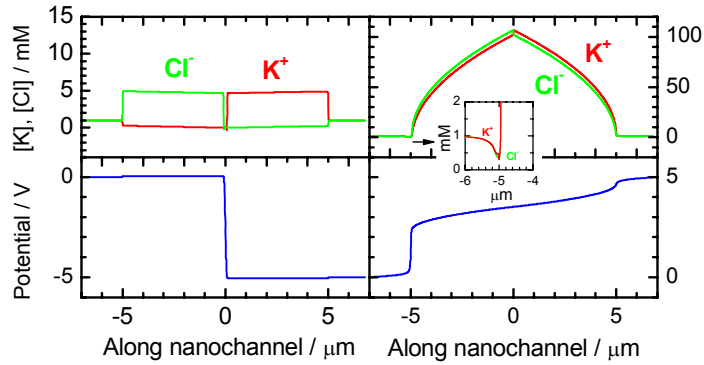 [K], [Cl] / mM
15
10
5
0
Cl⁻
K⁺
100
50
0
K⁺
Cl⁻
2
1
0
mM
K⁺
Cl⁻
-6 -5 -4
μm
Potential / V
0
-5
5
0
-5 0 5
-5 0 5
Along nanochannel / μm
Along nanochannel / μm